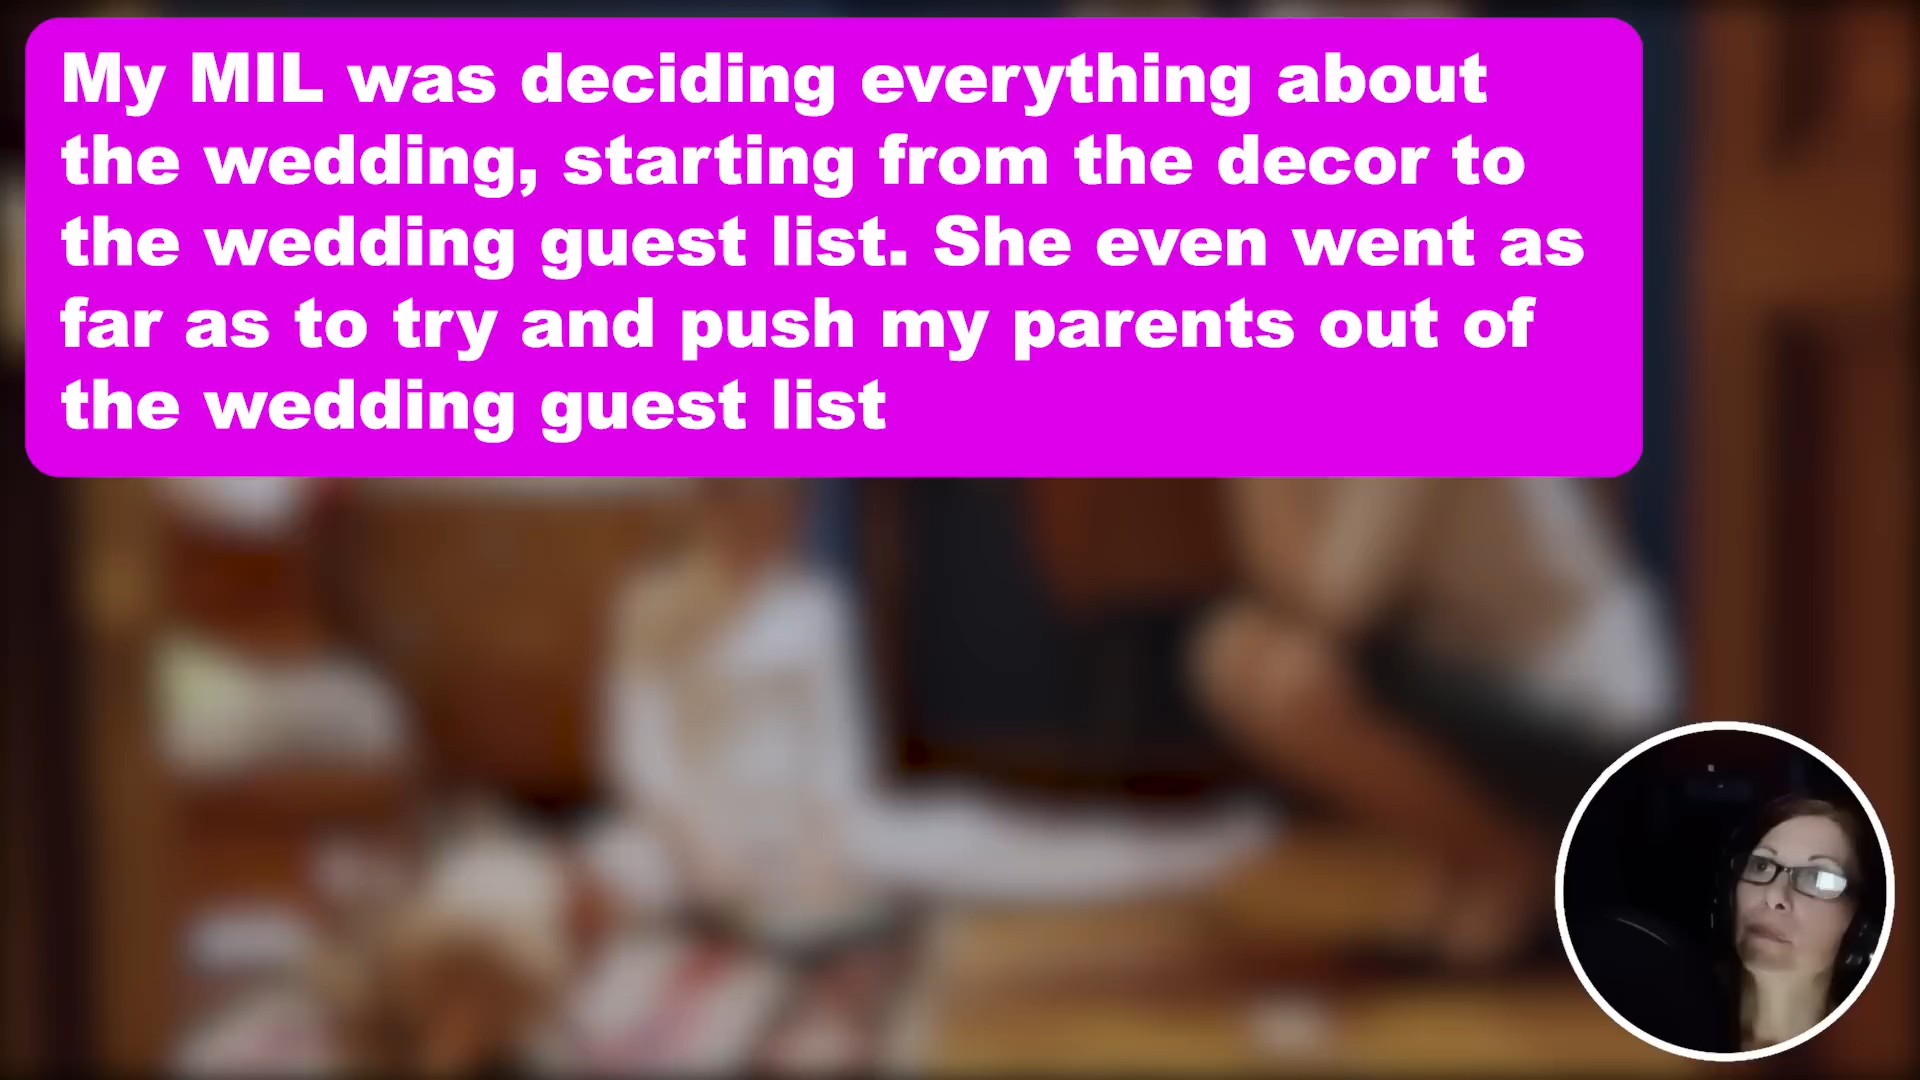 My MIL was deciding everything about
the wedding, starting from the decor to
the wedding guest list. She even went as
far as to try and push my parents out of
the wedding guest list